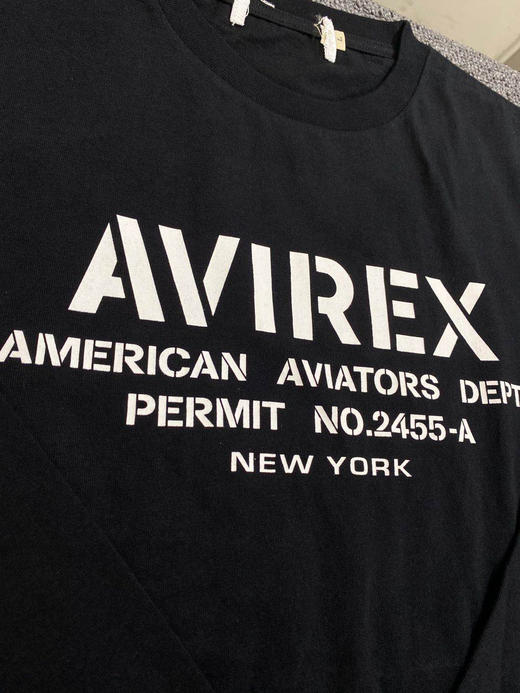 AVIREX
AMERICAN AVIATORS DEPT
PERMIT NO.2455-A
NEW YORK